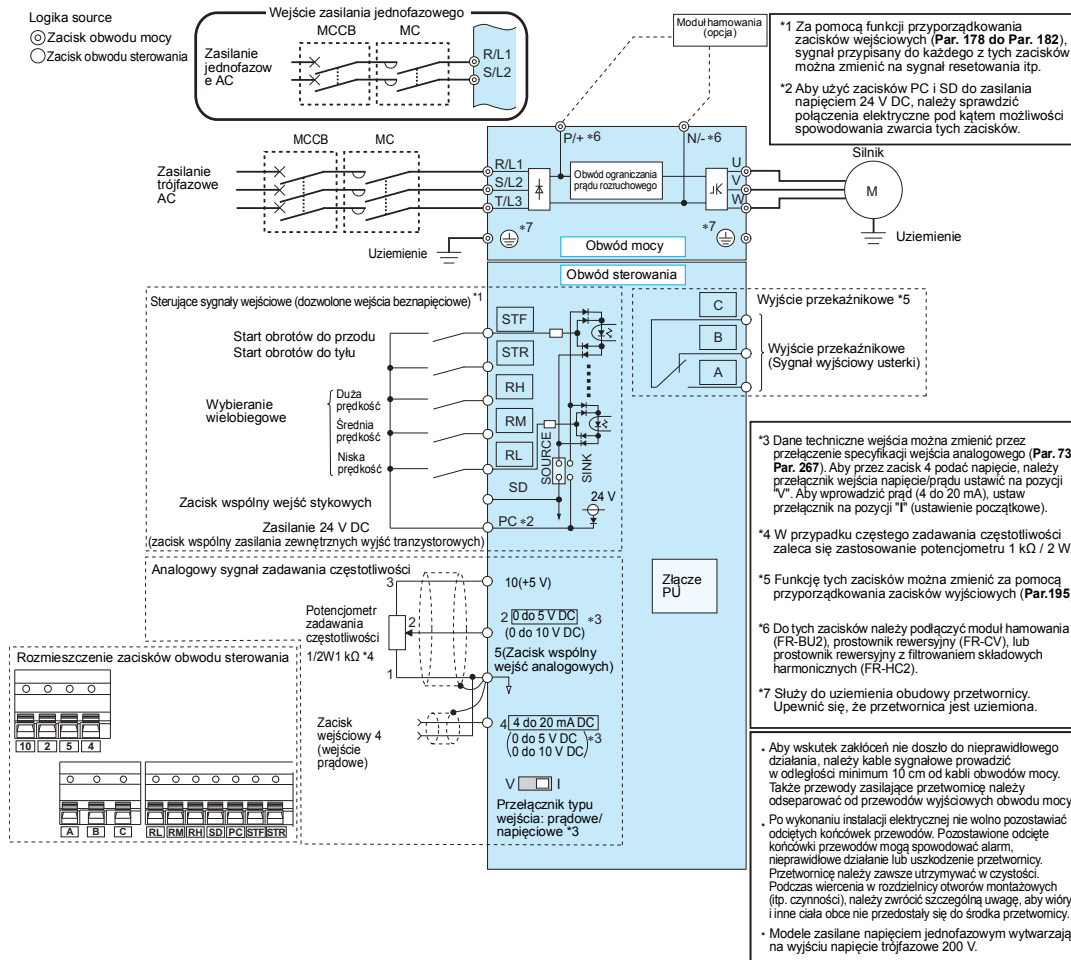 Logika source
Zacisk obwodu mocy
Zacisk obwodu sterowania
Wejście zasilania jednofazowego
MCCB
MC
Zasilanie
jednofazow
e AC
R/L1
S/L2
Moduł hamowania
(opcja)
*1 Za pomocą funkcji przyporządkowania
zacisków wejściowych (Par. 178 do Par. 182),
sygnał przypisany do każdego z tych zacisków
można zmienić na sygnał resetowania itp.
*2 Aby użyć zacisków PC i SD do zasilania
napięciem 24 V DC, należy sprawdzić
połączenia elektryczne pod kątem możliwości
spowodowania zwarcia tych zacisków.
MCCB
MC
Zasilanie
trójfazowe
AC
R/L1
S/L2
T/L3
P/+ *6
N/- *6
Obwód ograniczania
prądu rozruchowego
U
V
W
Silnik
M
Uziemienie
*7
*7
Uziemienie
Obwód mocy
Obwód sterowania
Sterujące sygnały wejściowe (dozwolone wejścia beznapięciowe) *1
Start obrotów do przodu
Start obrotów do tyłu
Wybieranie
wielobiegowe
Duża
prędkość
Średnia
prędkość
Niska
prędkość
Zacisk wspólny wejść stykowych
Zasilanie 24 V DC
(zacisk wspólny zasilania zewnętrznych wyjść tranzystorowych)
STF
STR
RH
RM
RL
SD
PC *2
SOURCE
SINK
24 V
C
B
A
Wyjście przekaźnikowe *5
Wyjście przekaźnikowe
(Sygnał wyjściowy usterki)
Analogowy sygnał zadawania częstotliwości
Potencjometr
zadawania
częstotliwości
1/2W1 kΩ *4
3
2
1
10(+5 V)
2 0 do 5 V DC *3
(0 do 10 V DC)
5(Zacisk wspólny
wejść analogowych)
Zacisk
wejściowy 4
(wejście
prądowe)
4 4 do 20 mA DC
(0 do 5 V DC
0 do 10 V DC) *3
V I
Przełącznik typu
wejścia: prądowe/
napięciowe *3
Złącze
PU
Rozmieszczenie zacisków obwodu sterowania
10 2 5 4
A B C RL RM RH SD PC STF STR
*3 Dane techniczne wejścia można zmienić przez
przełączenie specyfikacji wejścia analogowego (Par. 73
Par. 267). Aby przez zacisk 4 podać napięcie, należy
przełącznik wejścia napięcie/prądu ustawić na pozycji
"V". Aby wprowadzić prąd (4 do 20 mA), ustaw
przełącznik na pozycji "I" (ustawienie początkowe).
*4 W przypadku częstego zadawania częstotliwości
zaleca się zastosowanie potencjometru 1 kΩ / 2 W
*5 Funkcję tych zacisków można zmienić za pomocą
przyporządkowania zacisków wyjściowych (Par.195
*6 Do tych zacisków należy podłączyć moduł hamowania
(FR-BU2), prostownik rewersyjny (FR-CV), lub
prostownik rewersyjny z filtrowaniem składowych
harmonicznych (FR-HC2).
*7 Służy do uziemienia obudowy przetwornicy.
Upewnić się, że przetwornica jest uziemiona.
• Aby wskutek zakłóceń nie doszło do nieprawidłowego
działania, należy kable sygnałowe prowadzić
w odległości minimum 10 cm od kabli obwodów mocy.
Także przewody zasilające przetwornicę należy
odseparować od przewodów wyjściowych obwodu mocy
• Po wykonaniu instalacji elektrycznej nie wolno pozostawiać
odciętych końcówek przewodów. Pozostawione odcięte
końcówki przewodów mogą spowodować alarm,
nieprawidłowe działanie lub uszkodzenie przetwornicy.
Przetwornicę należy zawsze utrzymywać w czystości.
Podczas wiercenia w rozdzielnicy otworów montażowych
(itp. czynności), należy zwrócić szczególną uwagę, aby wióry
i inne ciała obce nie przedostały się do środka przetwornicy.
• Modele zasilane napięciem jednofazowym wytwarzają
na wyjściu napięcie trójfazowe 200 V.